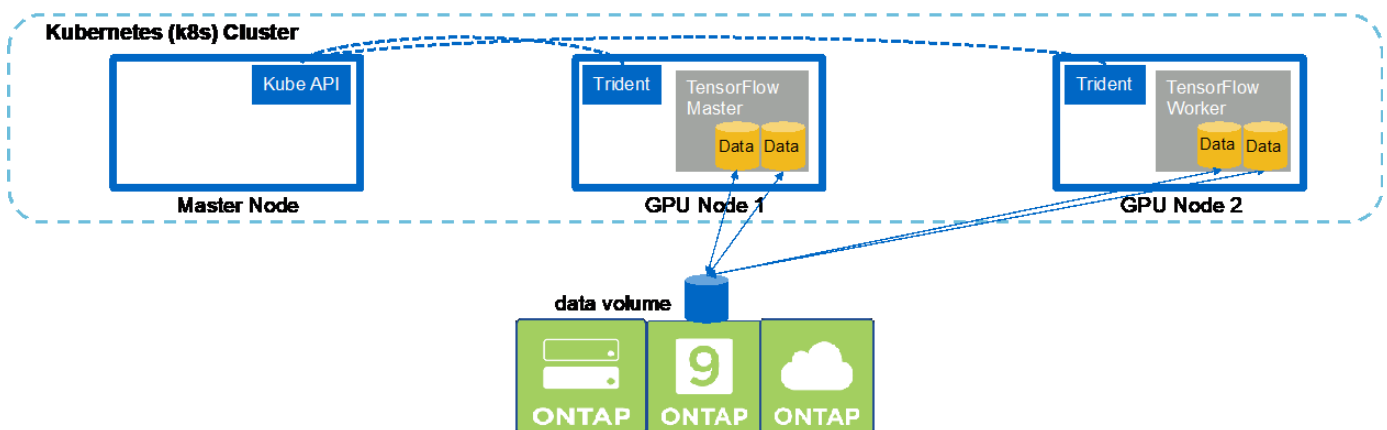 Kubernetes (k8s) Cluster
Kube API
Master Node
Trident
TensorFlow
Master
Data Data
GPU Node 1
Trident
TensorFlow
Worker
Data Data
GPU Node 2
data volume
ONTAP
9
ONTAP
ONTAP